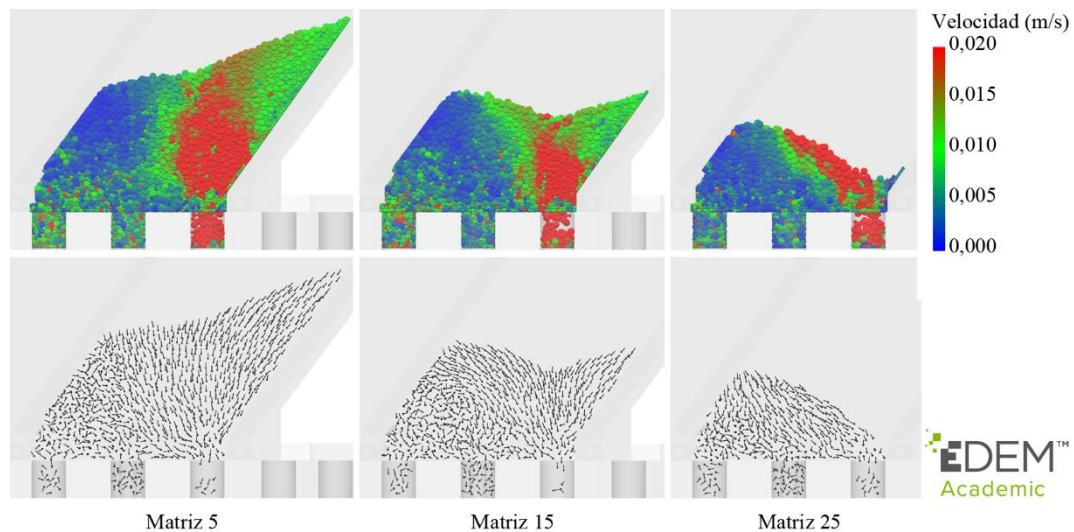 Velocidad (m/s)
0,020
0,015
0,010
0,005
0,000
EDEM™
Academic
Matriz 5 Matriz 15 Matriz 25